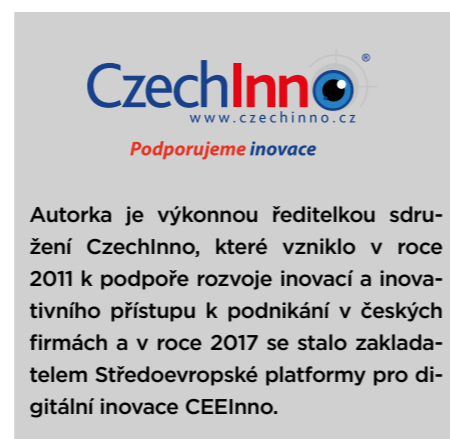 CzechInno®
www.czechinno.cz
Podporujeme inovace
Autorka je výkonnou ředitelkou sdru-
žení CzechInno, které vzniklo v roce
2011 k podpoře rozvoje inovací a inova-
tivního přístupu k podnikání v českých
firmách a v roce 2017 se stalo zaklada-
telem Středoevropské platformy pro di-
gitální inovace CEEInno.